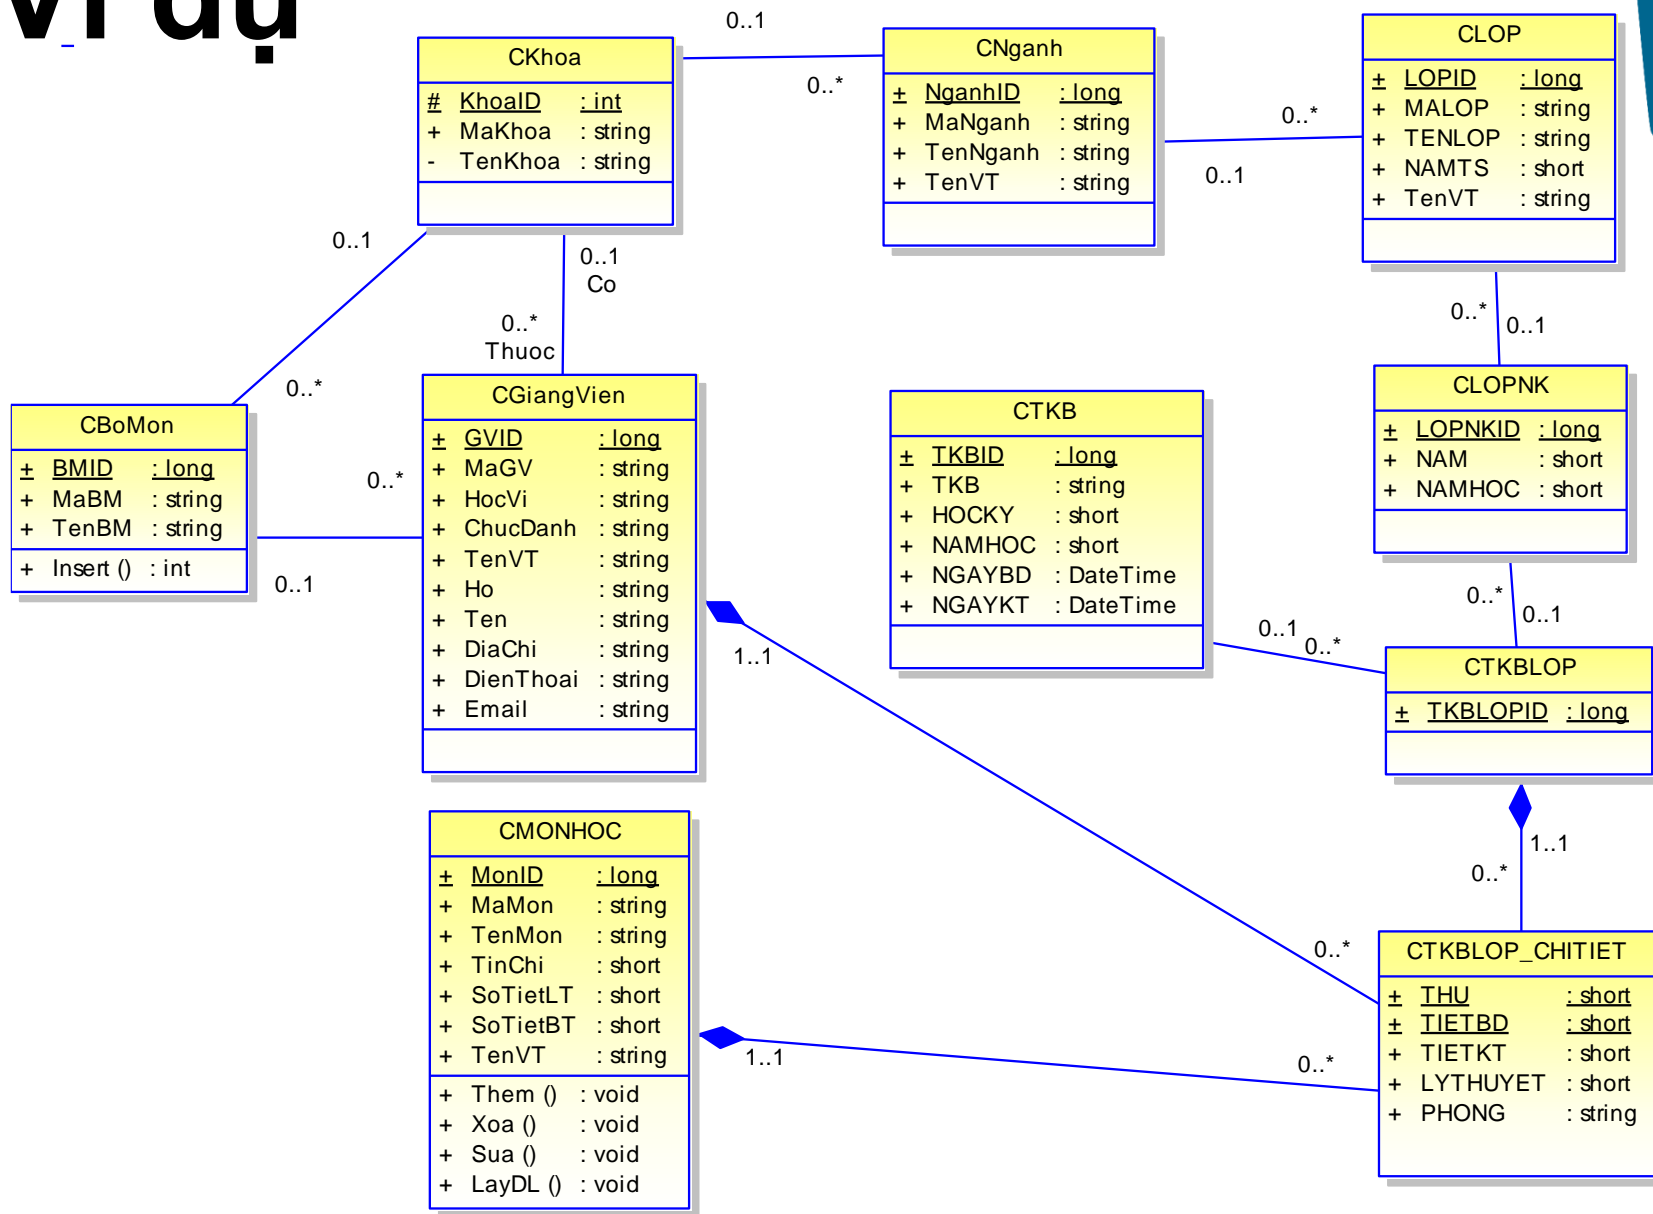 Ví dụ
CKhoa
# KhoaID : int
+ MaKhoa : string
- TenKhoa : string
0..1
0..*
CNganh
+ NganhID : long
+ MaNganh : string
+ TenNganh : string
+ TenVT : string
0..*
0..1
CLOP
+ LOPID : long
+ MALOP : string
+ TENLOP : string
+ NAMTS : short
+ TenVT : string
0..1
0..*
0..1
Co
0..*
Thuoc
0..*
0..1
CBoMon
+ BMID : long
+ MaBM : string
+ TenBM : string
+ Insert () : int
0..*
0..1
CGiangVien
+ GVID : long
+ MaGV : string
+ HocVi : string
+ ChucDanh : string
+ TenVT : string
+ Ho : string
+ Ten : string
+ DiaChi : string
+ DienThoai : string
+ Email : string
1..1
CTKB
+ TKBID : long
+ TKB : string
+ HOCKY : short
+ NAMHOC : short
+ NGAYBD : DateTime
+ NGAYKT : DateTime
0..1
0..*
CLOPNK
+ LOPNKID : long
+ NAM : short
+ NAMHOC : short
0..*
0..1
CTKBLOP
+ TKBLOPID : long
1..1
0..*
CMONHOC
+ MonID : long
+ MaMon : string
+ TenMon : string
+ TinChi : short
+ SoTietLT : short
+ SoTietBT : short
+ TenVT : string
+ Them () : void
+ Xoa () : void
+ Sua () : void
+ LayDL () : void
1..1
0..*
0..*
CTKBLOP_CHITIET
+ THU : short
+ TIETBD : short
+ TIETKT : short
+ LYTHUYET : short
+ PHONG : string